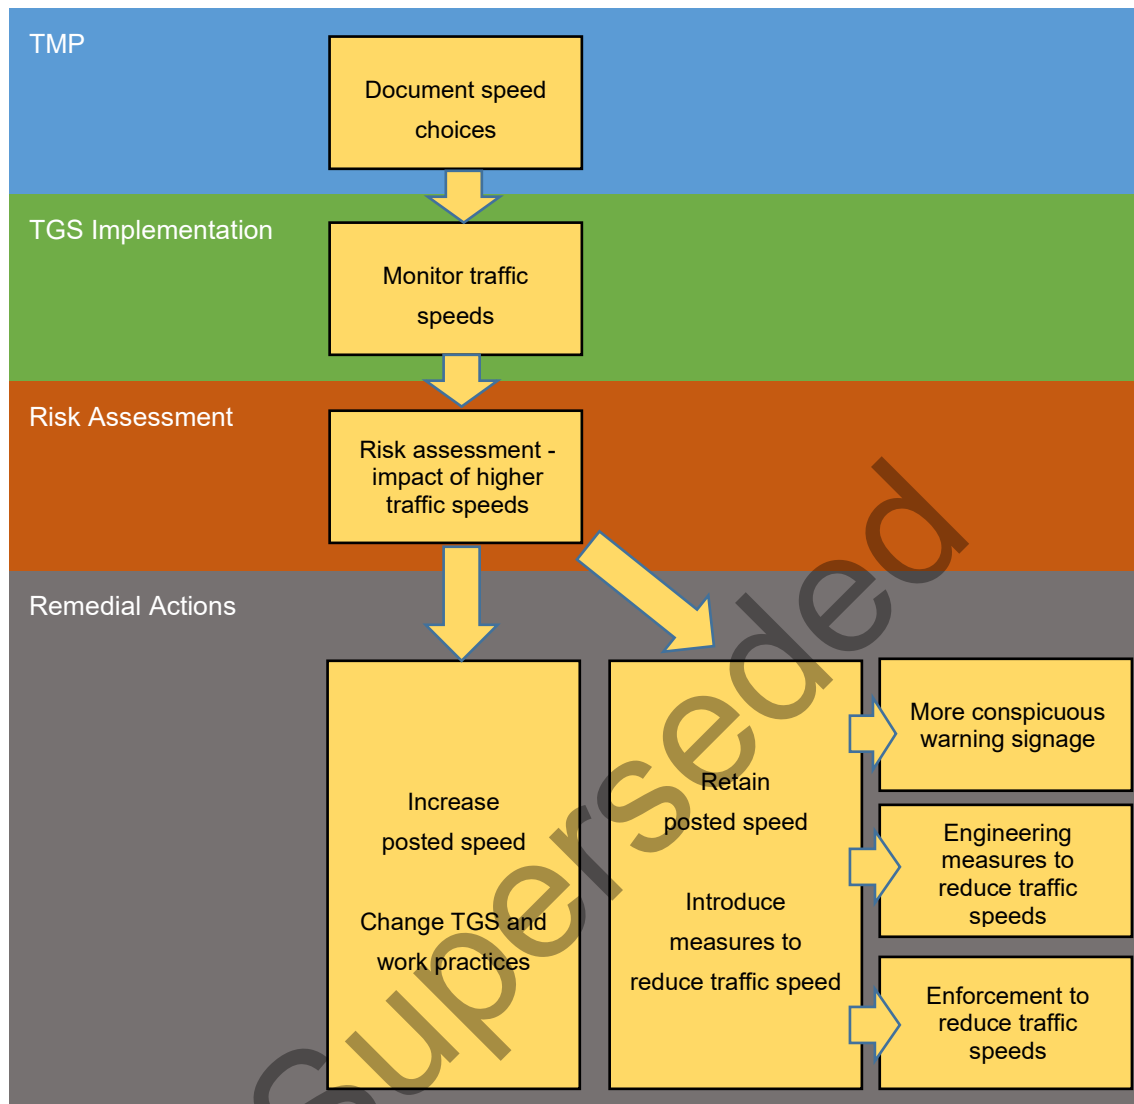 TMP
Document speed
choices
TGS Implementation
Monitor traffic
speeds
Risk Assessment
Risk assessment -
impact of higher
traffic speeds
Remedial Actions
Increase
posted speed
Change TGS and
work practices
Retain
posted speed
Introduce
measures to
reduce traffic speed
More conspicuous
warning signage
Engineering
measures to
reduce traffic
speeds
Enforcement to
reduce traffic
speeds
Superseded